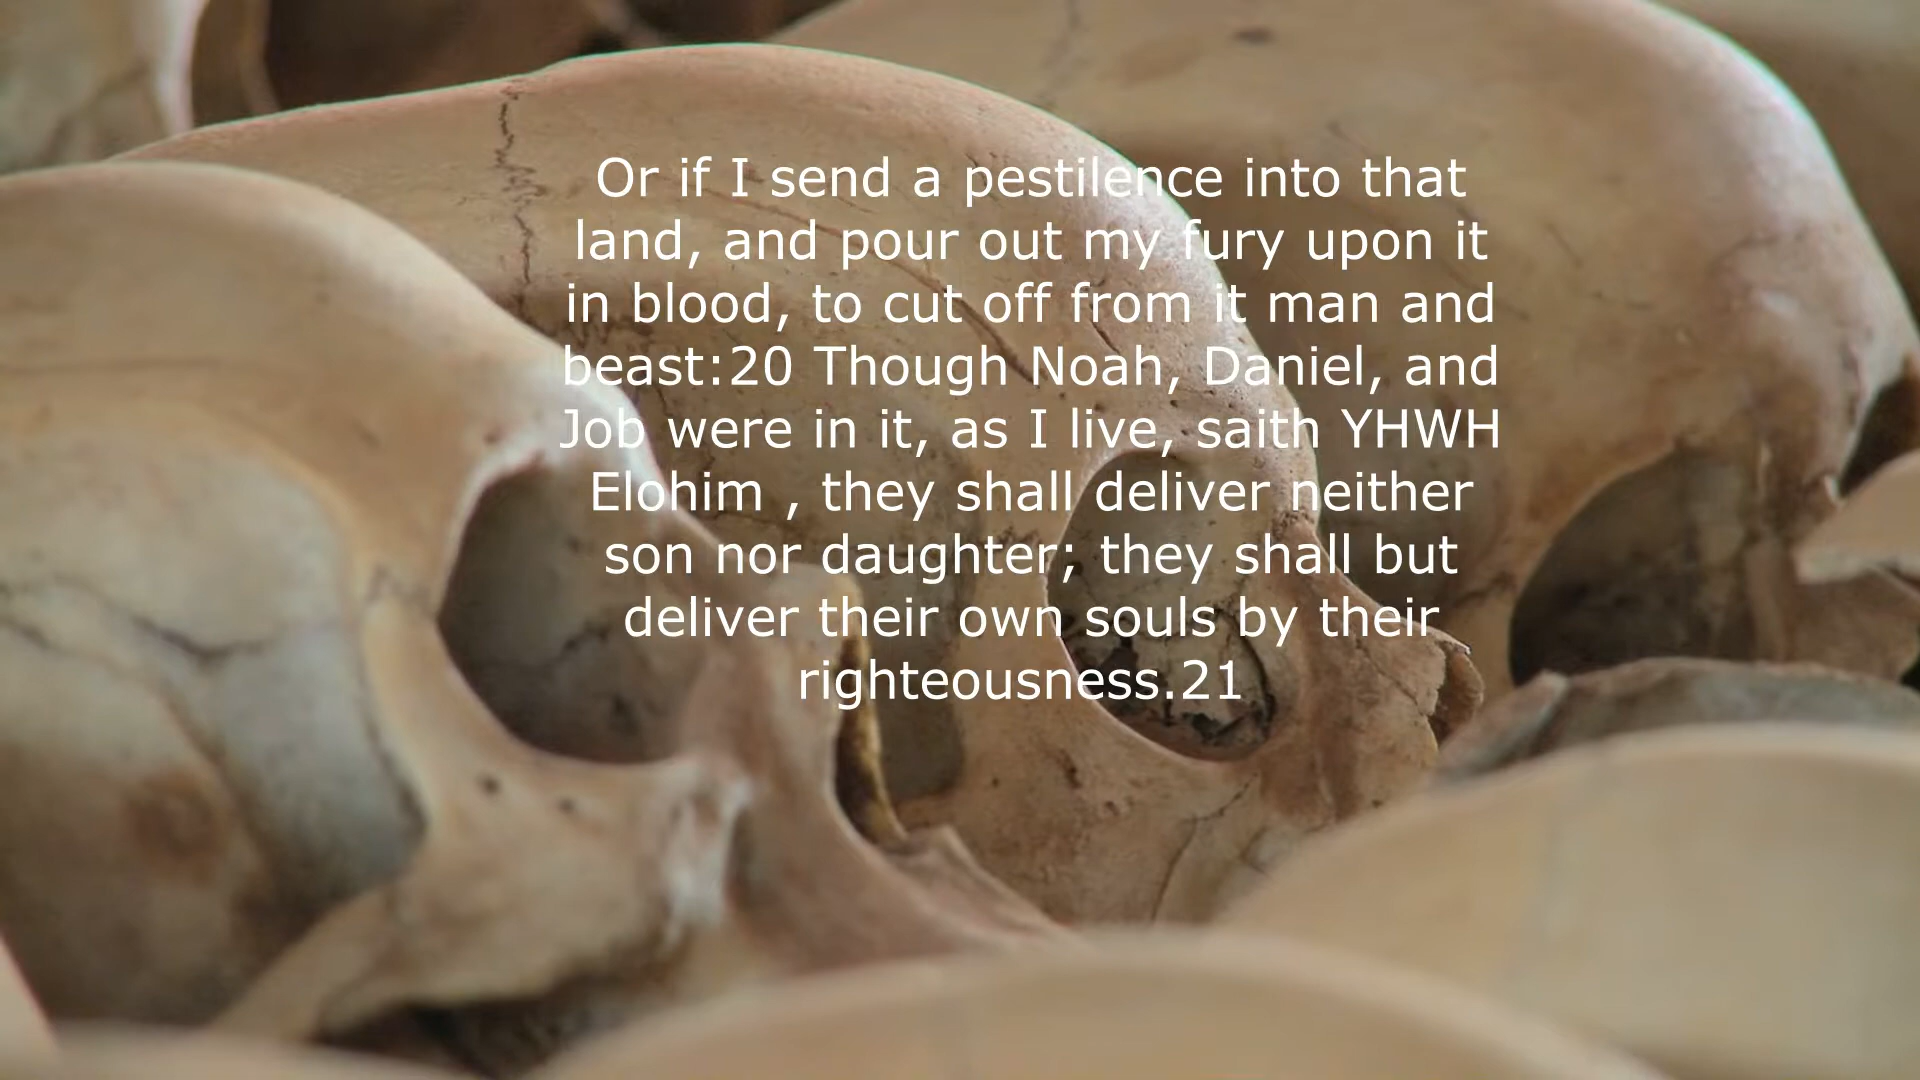 Or if I send a pestilence into that
land, and pour out my fury upon it
in blood, to cut off from it man and
beast:20 Though Noah, Daniel, and
Job were in it, as I live, saith YHWH
Elohim , they shall deliver neither
son nor daughter; they shall but
deliver their own souls by their
righteousness.21